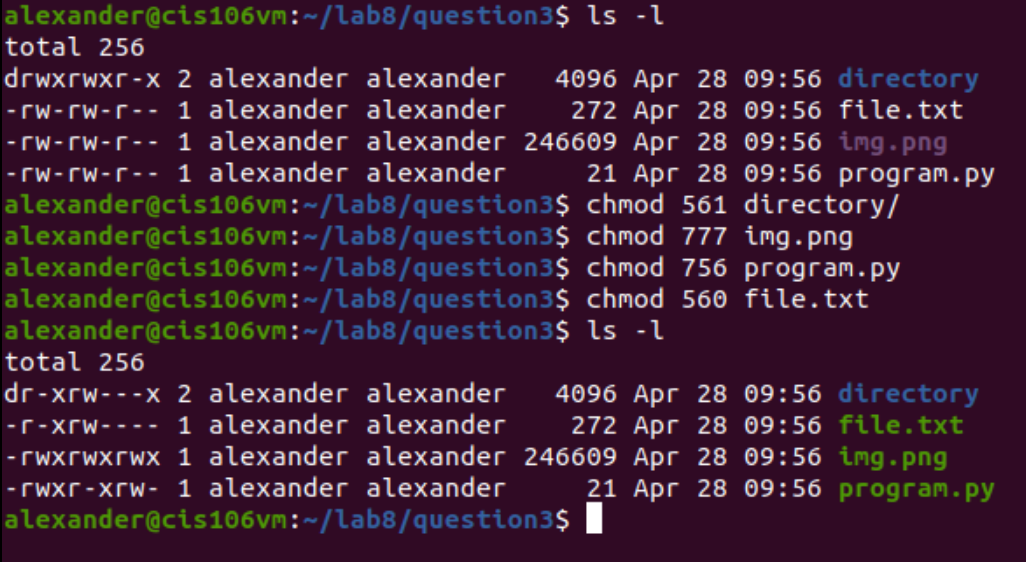 alexander@cis106vm:~/lab8/question3$ ls -l
total 256
drwxrwxr-x 2 alexander alexander   4096 Apr 28 09:56 directory
-rw-rw-r-- 1 alexander alexander    272 Apr 28 09:56 file.txt
-rw-rw-r-- 1 alexander alexander 246609 Apr 28 09:56 img.png
-rw-rw-r-- 1 alexander alexander     21 Apr 28 09:56 program.py
alexander@cis106vm:~/lab8/question3$ chmod 561 directory/
alexander@cis106vm:~/lab8/question3$ chmod 777 img.png
alexander@cis106vm:~/lab8/question3$ chmod 756 program.py
alexander@cis106vm:~/lab8/question3$ chmod 560 file.txt
alexander@cis106vm:~/lab8/question3$ ls -l
total 256
dr-xrw---x 2 alexander alexander   4096 Apr 28 09:56 directory
-r-xrw---- 1 alexander alexander    272 Apr 28 09:56 file.txt
-rwxrwxrwx 1 alexander alexander 246609 Apr 28 09:56 img.png
-rwxr-xrw- 1 alexander alexander     21 Apr 28 09:56 program.py
alexander@cis106vm:~/lab8/question3$